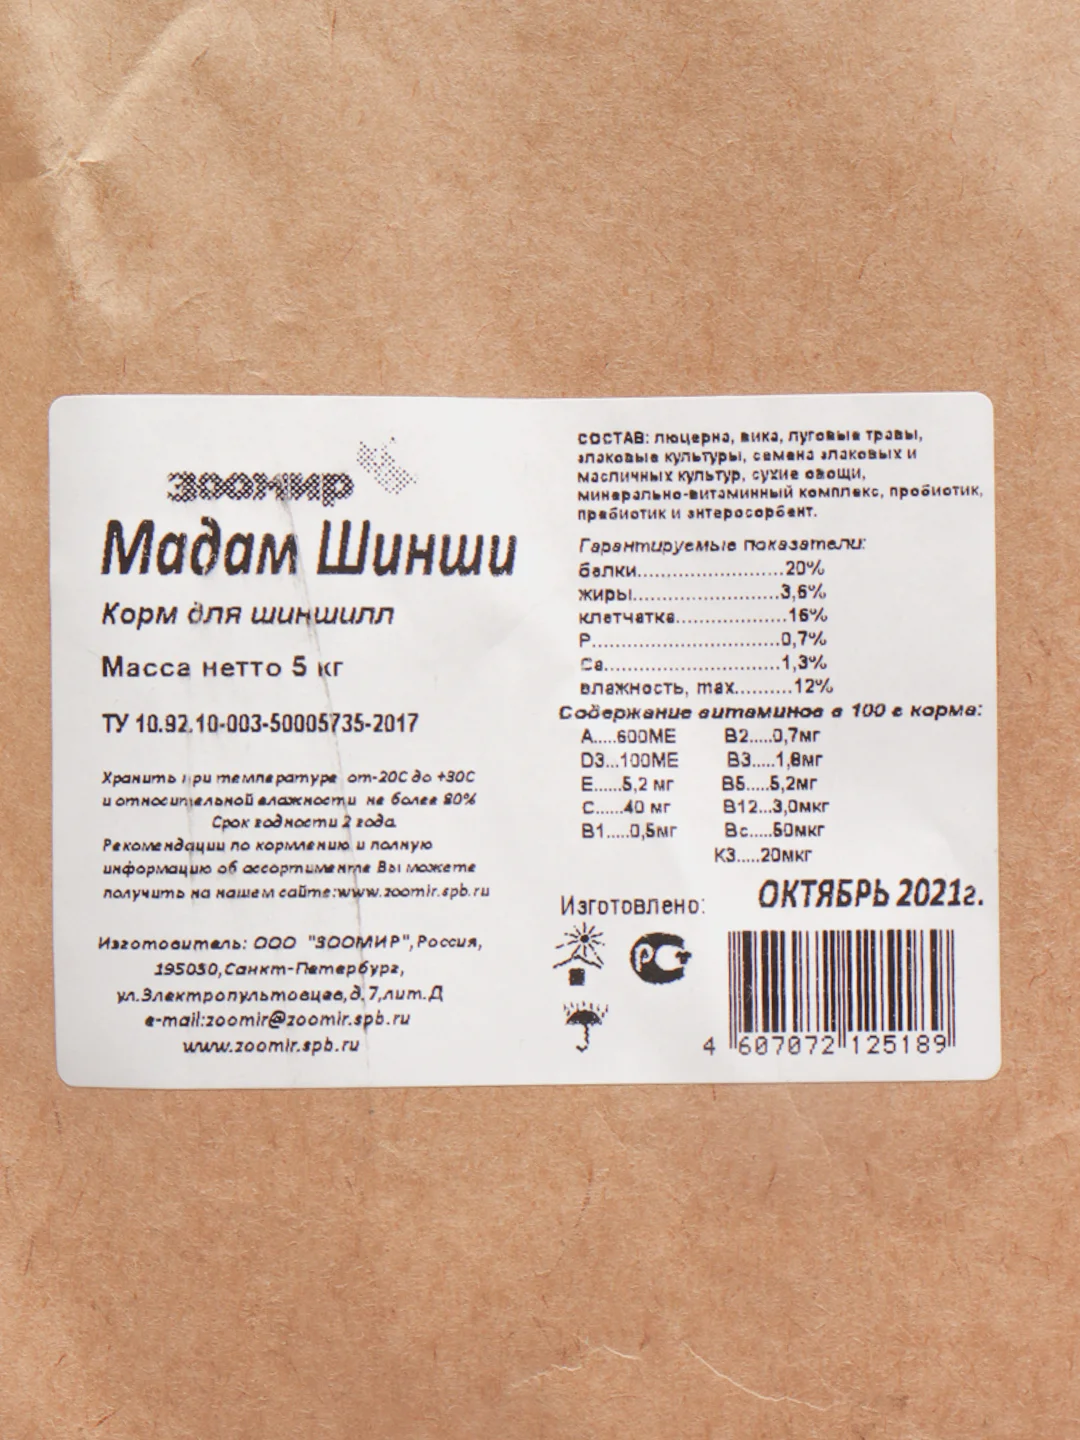 ЗООМИР
Мадам Шинши
Корм для шиншилл
Масса нетто 5 кг
ТУ 10.92.10-003-50005735-2017
Хранить при температуре от-20С до +30С
и относительной влажности не более 80%
Срок годности 2 года
Рекомендации по кормлению и полную
информацию об ассортименте Вы можете
получить на нашем сайте:www.zoomir.spb.ru
Изготовитель: ООО "ЗООМИР",Россия,
195030,Санкт-Петербург,
ул.Электропультовцев,д.7,лит.Д
e-mail:zoomir@zoomir.spb.ru
www.zoomir.spb.ru
СОСТАВ: люцерна, вика, луговые травы,
злаковые культуры, семена злаковых и
масличных культур, сухие овощи,
минерально-витаминный комплекс, пробиотик,
пребиотик и энтеросорбент.
Гарантируемые показатели:
белки.......................20%
жиры.......................3,6%
клетчатка.................16%
P.............................0,7%
Ca...........................1,3%
влажность, max..........12%
Содержание витаминов в 100 г корма:
A.....600МЕ B2.....0,7мг
D3...100МЕ B3.....1,8мг
E......5,2 мг B5.....5,2мг
C......40 мг B12...3,0мкг
B1.....0,5мг Bc.....50мкг
K3.....20мкг
Изготовлено: ОКТЯБРЬ 2021г.
РСТ
4 607072 125189